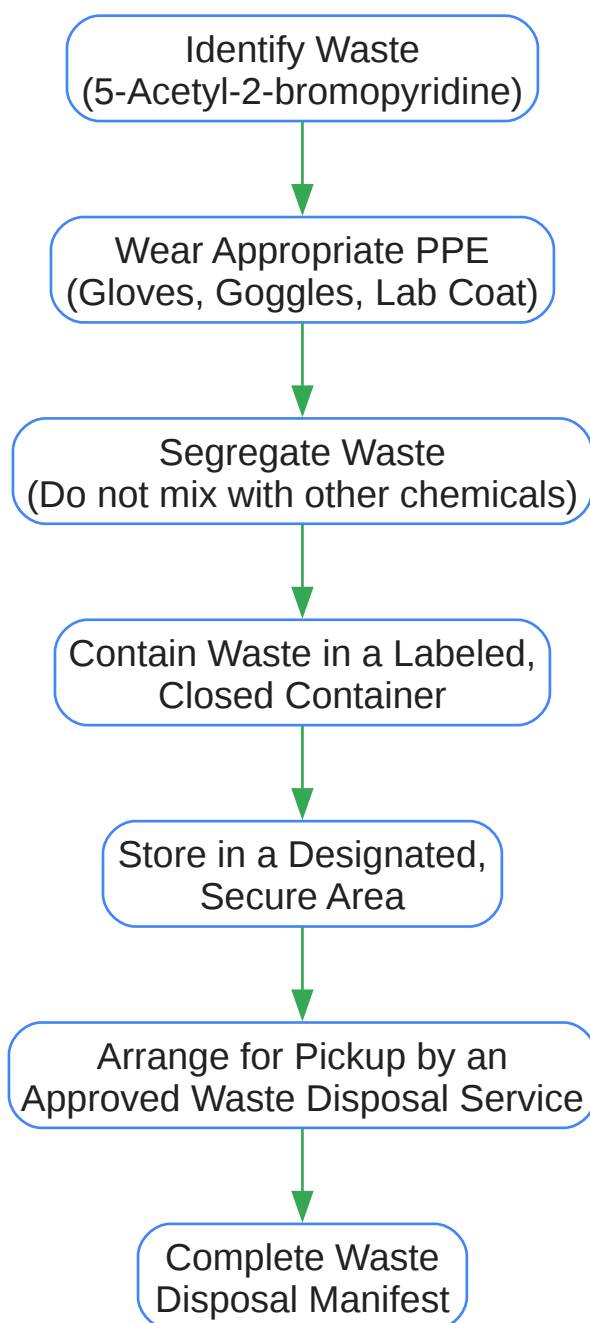 Identify Waste
(5-Acetyl-2-bromopyridine)
Wear Appropriate PPE
(Gloves, Goggles, Lab Coat)
Segregate Waste
(Do not mix with other chemicals)
Contain Waste in a Labeled,
Closed Container
Store in a Designated,
Secure Area
Arrange for Pickup by an
Approved Waste Disposal Service
Complete Waste
Disposal Manifest